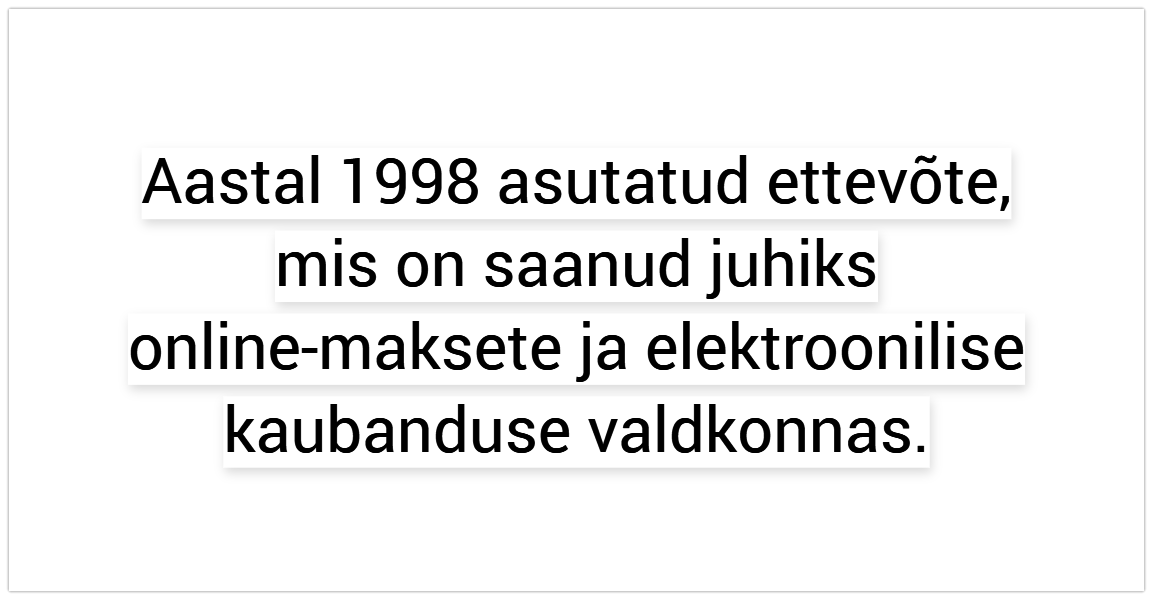 Aastal 1998 asutatud ettevõte,
mis on saanud juhiks
online-maksete ja elektroonilise
kaubanduse valdkonnas.